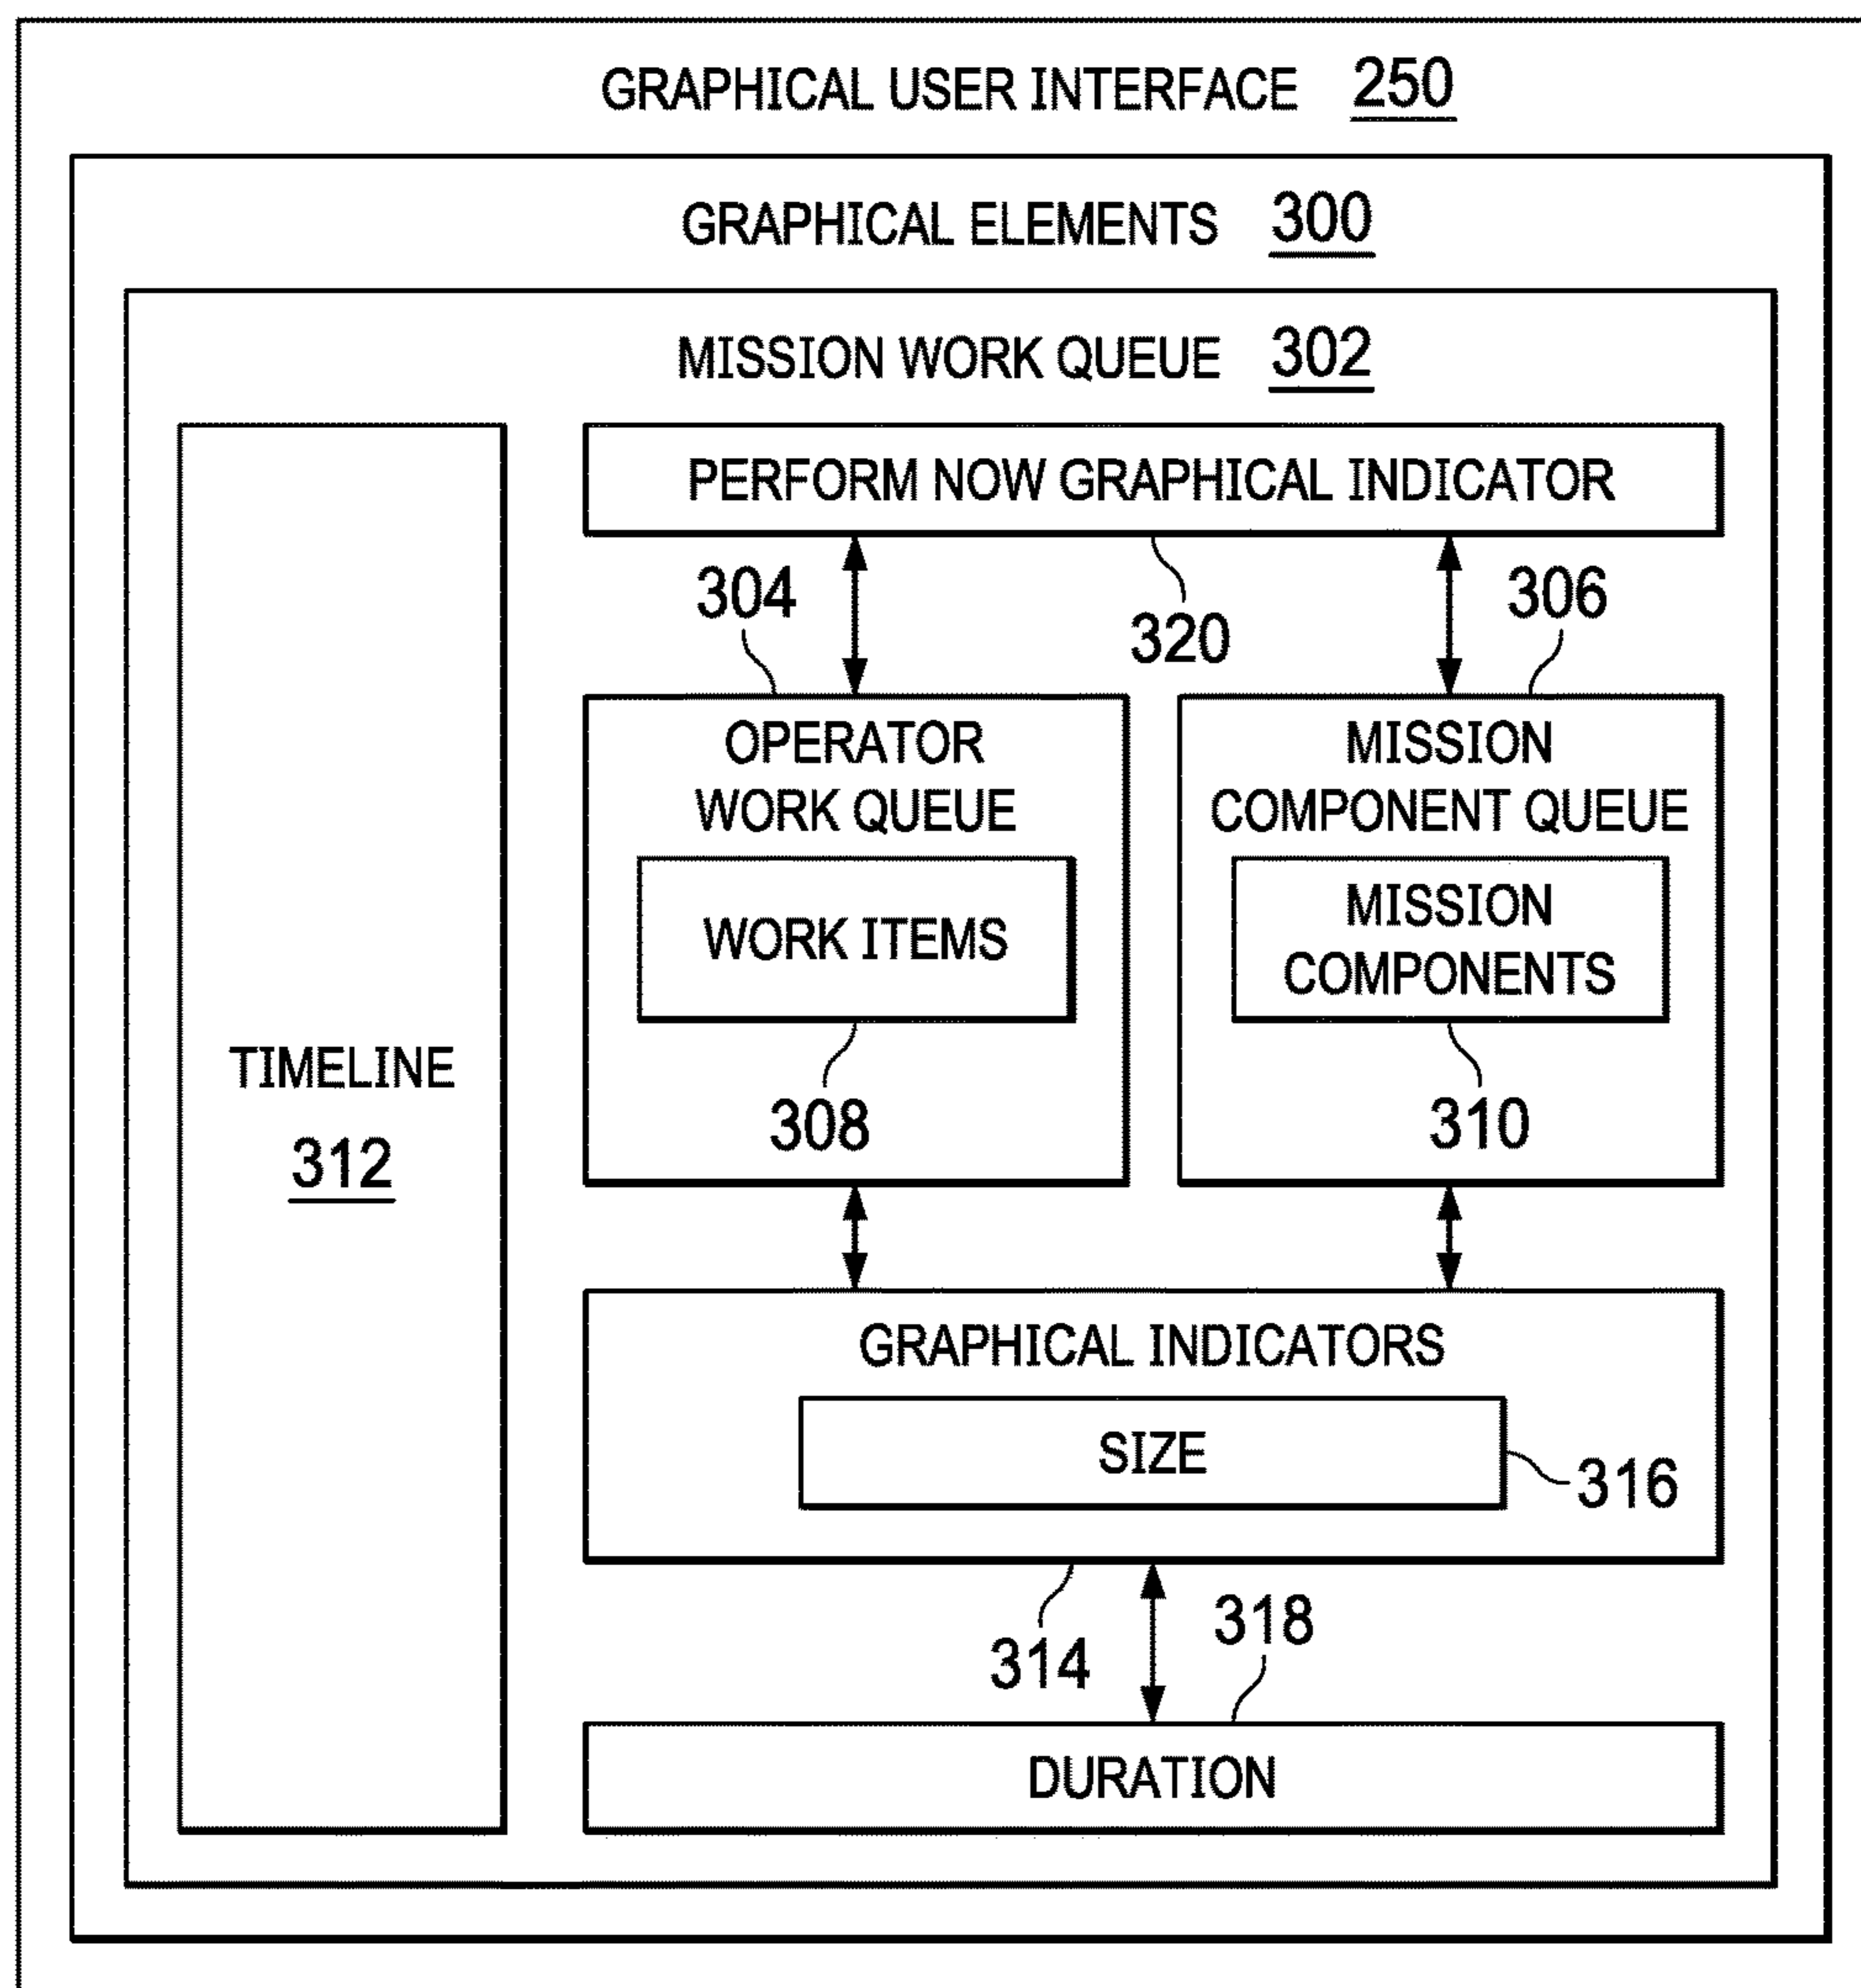 GRAPHICAL USER INTERFACE 250
GRAPHICAL ELEMENTS 300
MISSION WORK QUEUE 302
PERFORM NOW GRAPHICAL INDICATOR
304
320
306
OPERATOR
WORK QUEUE
MISSION
COMPONENT QUEUE
WORK ITEMS
MISSION
COMPONENTS
308
310
TIMELINE
312
GRAPHICAL INDICATORS
SIZE
316
314
318
DURATION